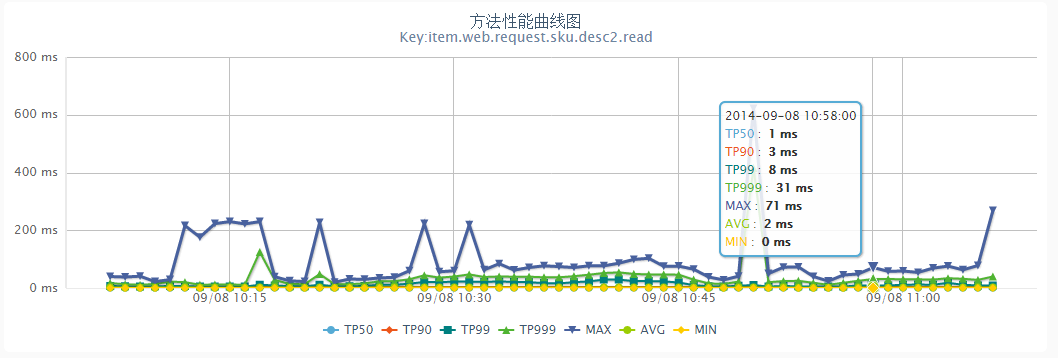 方法性能曲线图
Key:item.web.request.sku.desc2.read
800 ms
600 ms
400 ms
200 ms
0 ms
2014-09-08 10:58:00
TP50 : 1 ms
TP90 : 3 ms
TP99 : 8 ms
TP999 : 31 ms
MAX : 71 ms
AVG : 2 ms
MIN : 0 ms
09/08 10:15 09/08 10:30 09/08 10:45 09/08 11:00
TP50 TP90 TP99 TP999 MAX AVG MIN